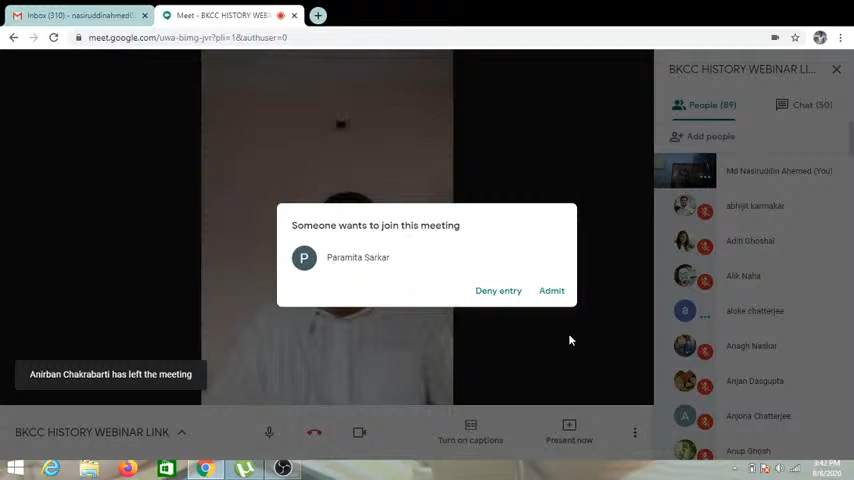 Inbox (310) - nasiruddinahmed0
Meet - BKCC HISTORY WEBIN
meet.google.com/uwa-bimg-jvr?pli=1&authuser=0
BKCC HISTORY WEBINAR LI...
People (89)
Chat (50)
Add people
Md Nasiruddin Ahemed (You)
abhijit karmakar
Aditi Ghoshal
Alik Naha
aloke chatterjee
Anagh Naskar
Anjan Dasgupta
Anjona Chatterjee
Anup Ghosh
Someone wants to join this meeting
P
Paramita Sarkar
Deny entry
Admit
Anirban Chakrabarti has left the meeting
BKCC HISTORY WEBINAR LINK
Turn on captions
Present now
3:42 PM
8/6/2020